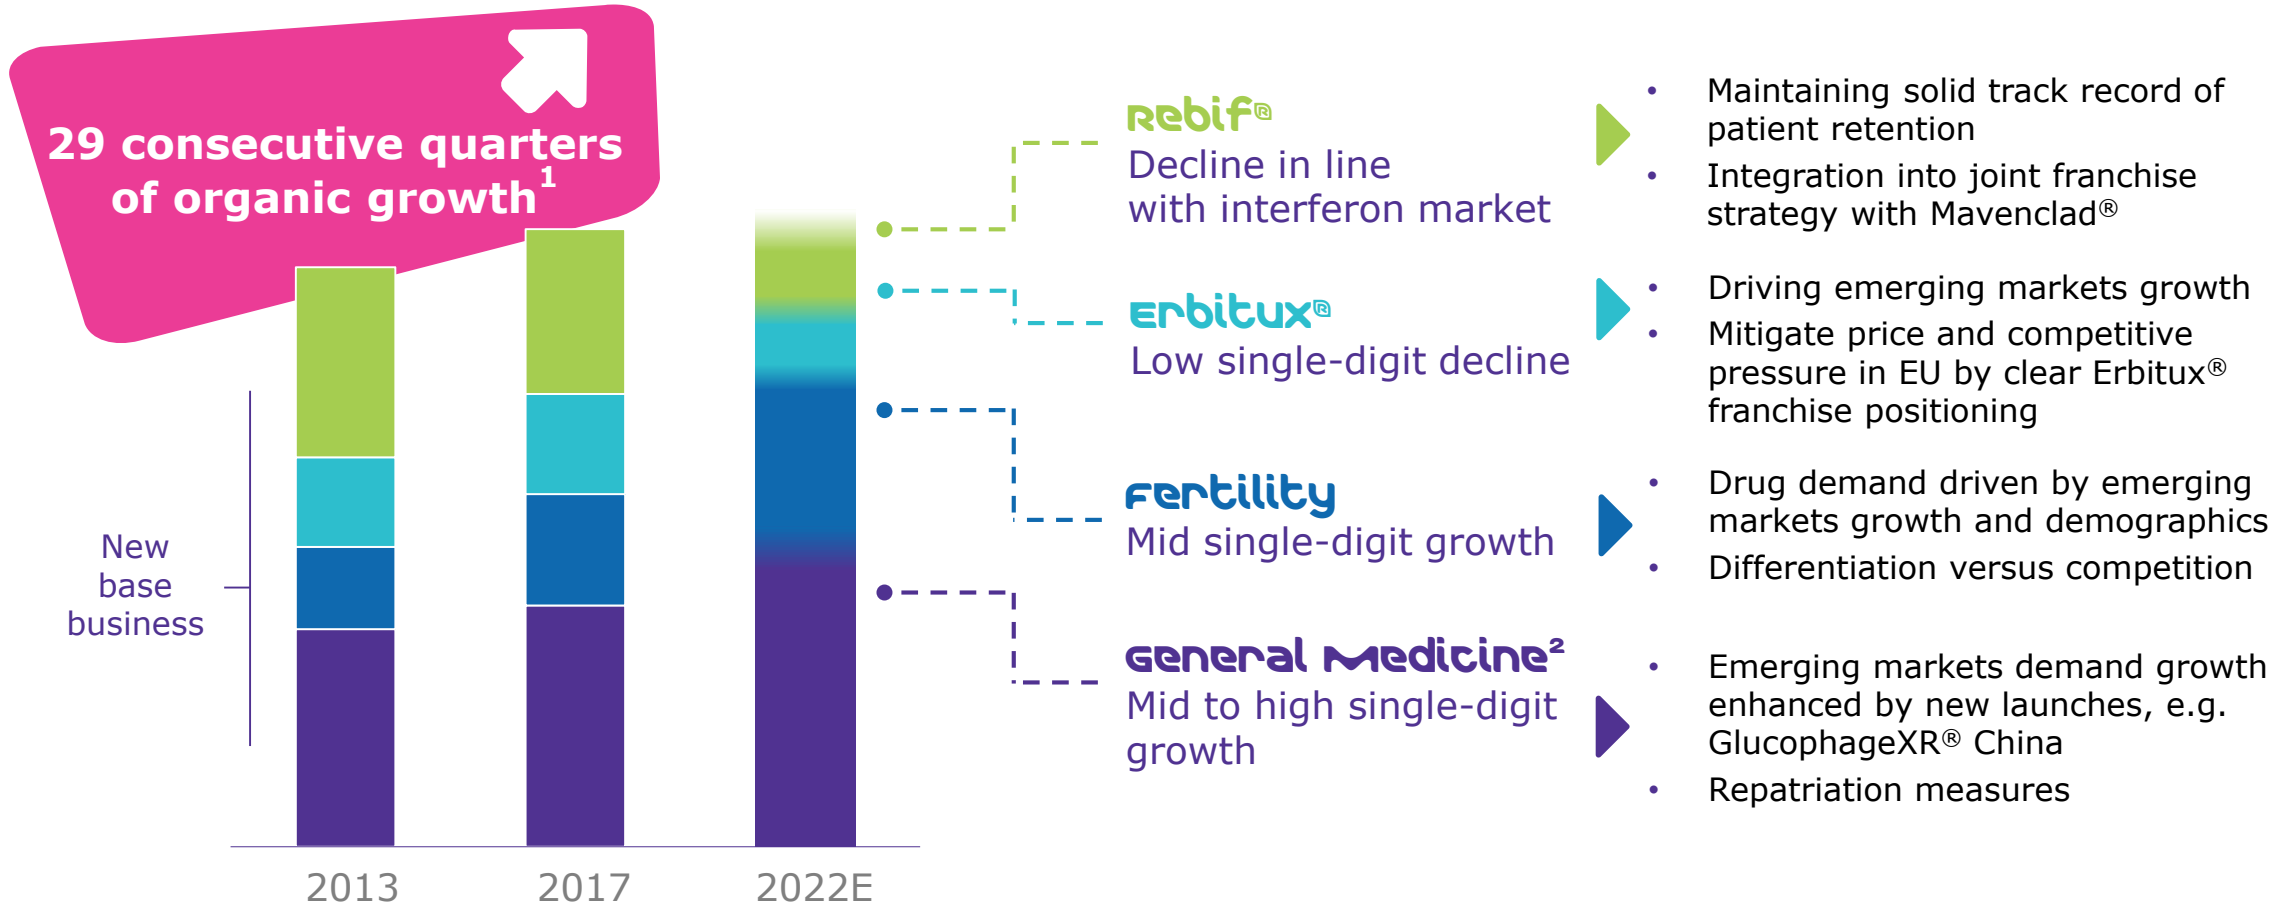 29 consecutive quarters
of organic growth1
New
base
business
2013
2017
2022E
Rebif®
Decline in line
with interferon market
• Maintaining solid track record of
patient retention
• Integration into joint franchise
strategy with Mavenclad®
Erbitux®
Low single-digit decline
• Driving emerging markets growth
• Mitigate price and competitive
pressure in EU by clear Erbitux®
franchise positioning
Fertility
Mid single-digit growth
• Drug demand driven by emerging
markets growth and demographics
• Differentiation versus competition
General Medicine²
Mid to high single-digit
growth
• Emerging markets demand growth
enhanced by new launches, e.g.
GlucophageXR® China
• Repatriation measures